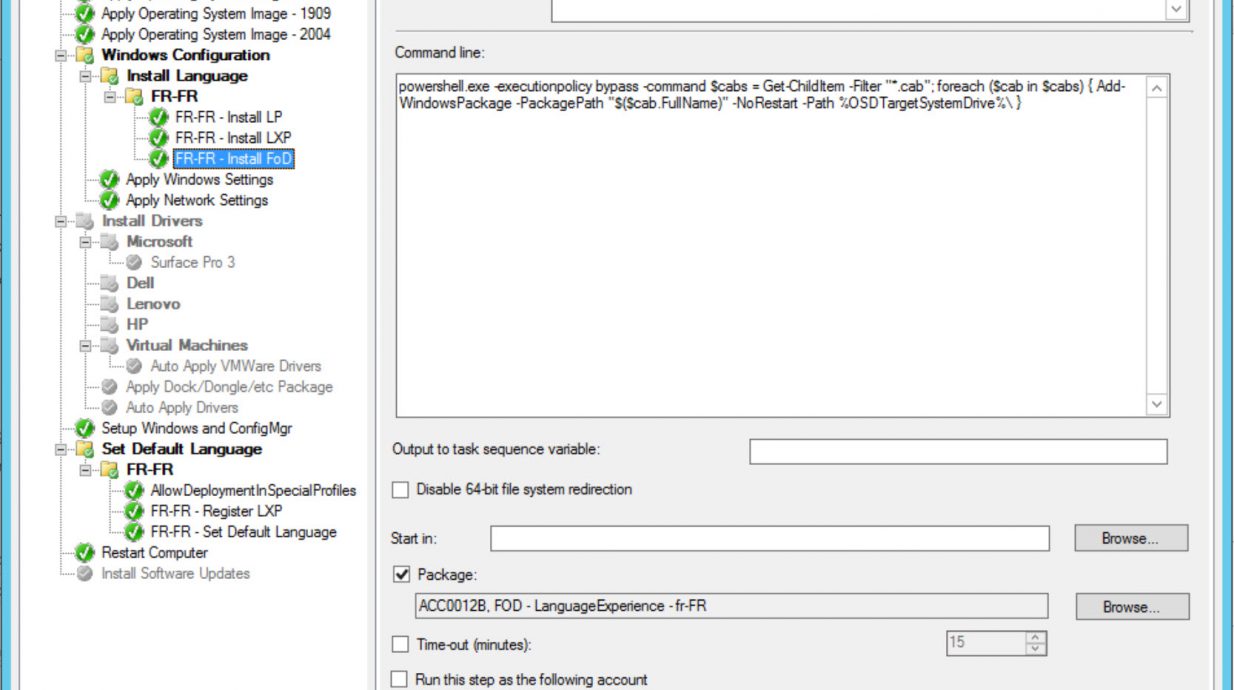 Apply Operating System Image - 1909
Apply Operating System Image - 2004
Windows Configuration
Install Language
FR-FR
FR-FR - Install LP
FR-FR - Install LXP
FR-FR - Install FoD
Apply Windows Settings
Apply Network Settings
Install Drivers
Microsoft
Surface Pro 3
Dell
Lenovo
HP
Virtual Machines
Auto Apply VMWare Drivers
Apply Dock/Dongle/etc Package
Auto Apply Drivers
Setup Windows and ConfigMgr
Set Default Language
FR-FR
AllowDeploymentInSpecialProfiles
FR-FR - Register LXP
FR-FR - Set Default Language
Restart Computer
Install Software Updates
Command line:
powershell.exe -executionpolicy bypass -command $cabs = Get-ChildItem -Filter "*.cab"; foreach ($cab in $cabs) { Add-
WindowsPackage -PackagePath "$($cab.FullName)" -NoRestart -Path %OSDTargetSystemDrive%\ }
Output to task sequence variable:
Disable 64-bit file system redirection
Start in:
Browse...
Package:
ACC0012B, FOD - LanguageExperience - fr-FR
Browse...
Time-out (minutes):
15
Run this step as the following account